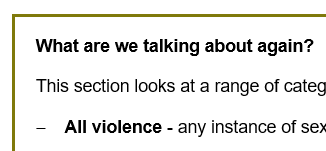 What are we talking about again?
This section looks at a range of categ
– All violence - any instance of sex